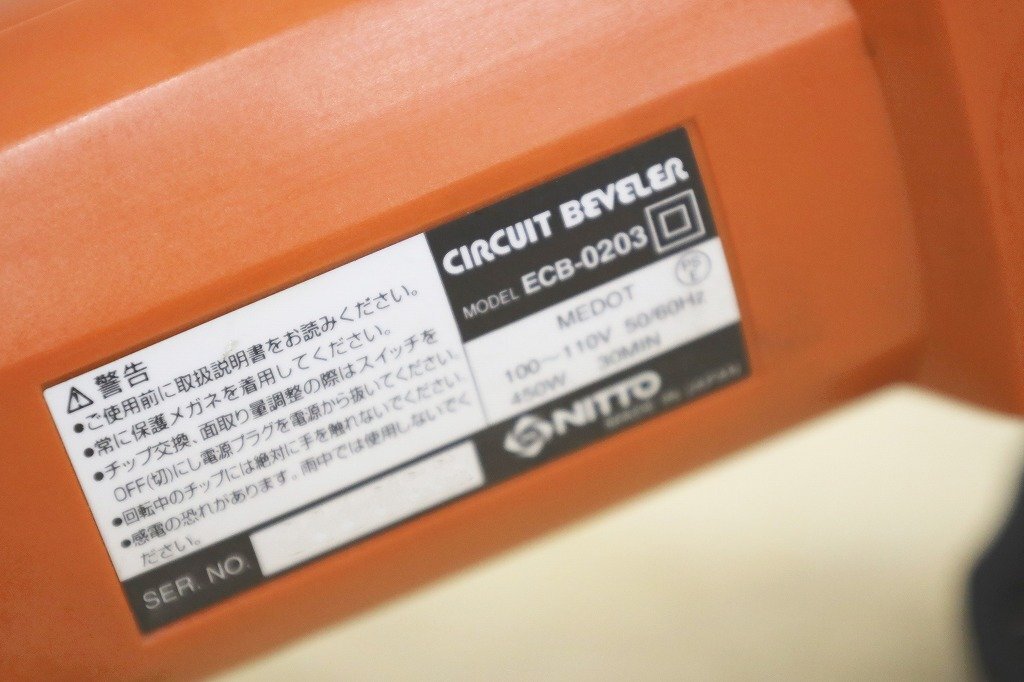 ⚠警告
●ご使用前に取扱説明書をお読みください。
●常に保護メガネを着用してください。
●チップ交換、面取り量調整の際はスイッチを
OFF(切)にし電源プラグを電源から抜いてください。
●回転中のチップには絶対に手を触れないでください。
●感電の恐れがあります。雨中では使用しないでく
ださい。
SER. NO.
CIRCUIT BEVELER
MODEL ECB-0203
PS E
MEDOT
100～110V 50/60Hz
450W 30MIN
NITTO
MADE IN JAPAN